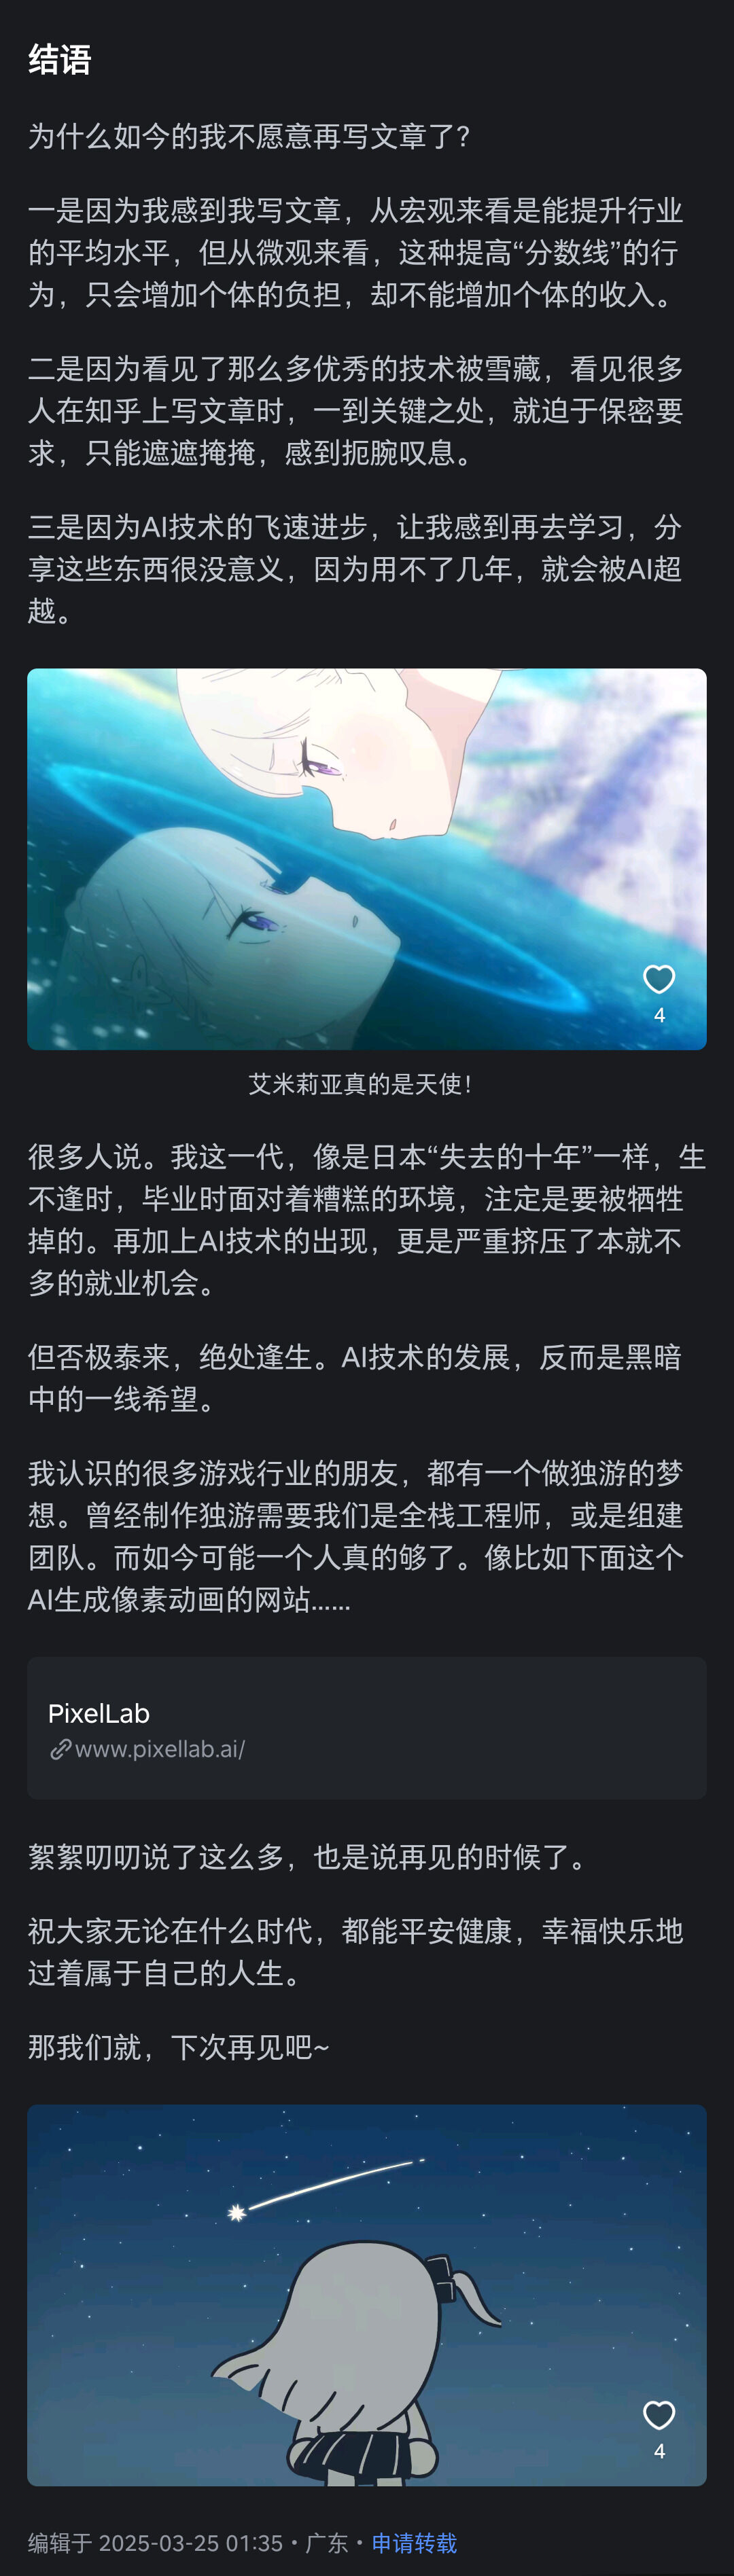 结语
为什么如今的我不愿意再写文章了？
一是因为我感到我写文章，从宏观来看是能提升行业
的平均水平，但从微观来看，这种提高“分数线”的行
为，只会增加个体的负担，却不能增加个体的收入。
二是因为看见了那么多优秀的技术被雪藏，看见很多
人在知乎上写文章时，一到关键之处，就迫于保密要
求，只能遮遮掩掩，感到扼腕叹息。
三是因为AI技术的飞速进步，让我感到再去学习，分
享这些东西很没意义，因为用不了几年，就会被AI超
越。
4
艾米莉亚真的是天使！
很多人说。我这一代，像是日本“失去的十年”一样，生
不逢时，毕业时面对着糟糕的环境，注定是要被牺牲
掉的。再加上AI技术的出现，更是严重挤压了本就不
多的就业机会。
但否极泰来，绝处逢生。AI技术的发展，反而是黑暗
中的一线希望。
我认识的很多游戏行业的朋友，都有一个做独游的梦
想。曾经制作独游需要我们是全栈工程师，或是组建
团队。而如今可能一个人真的够了。像比如下面这个
AI生成像素动画的网站......
PixelLab
www.pixellab.ai/
絮絮叨叨说了这么多，也是说再见的时候了。
祝大家无论在什么时代，都能平安健康，幸福快乐地
过着属于自己的人生。
那我们就，下次再见吧~
4
编辑于 2025-03-25 01:35・广东・申请转载